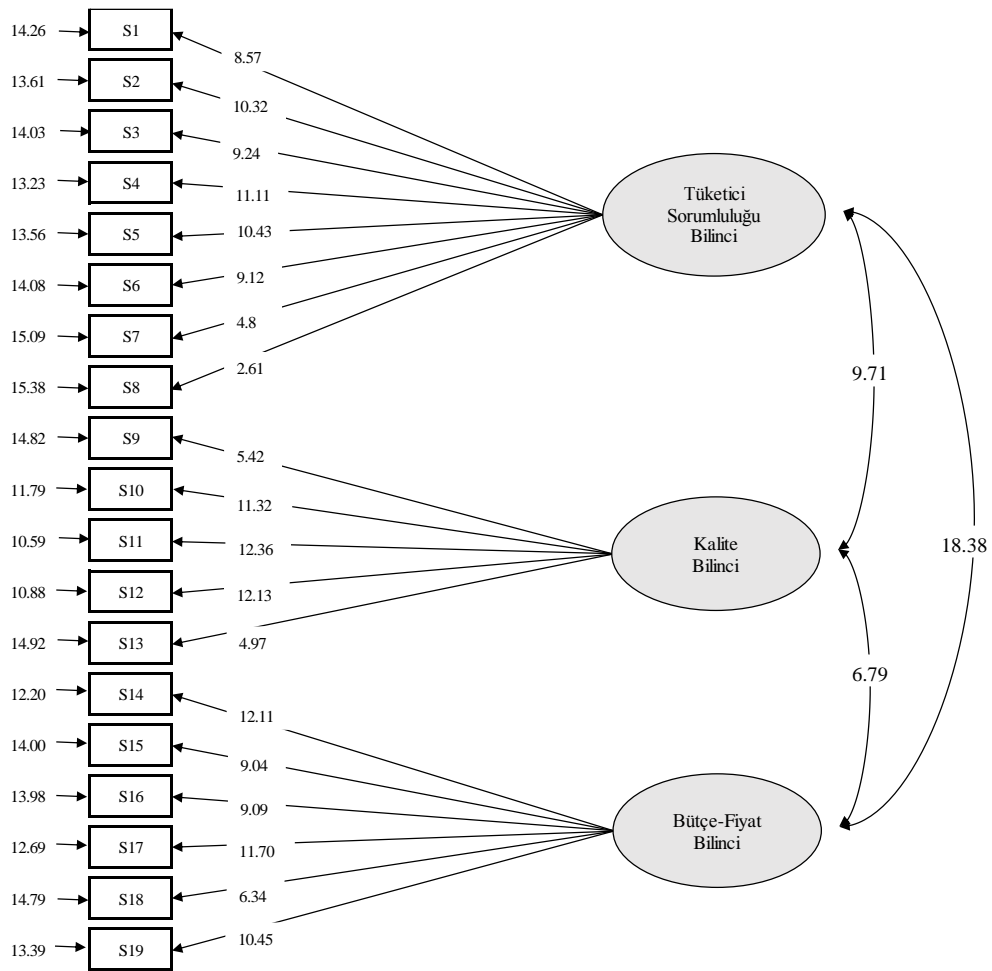 14.26 S1
8.57
13.61 S2
10.32
14.03 S3
9.24
13.23 S4
11.11
13.56 S5
10.43
14.08 S6
9.12
15.09 S7
4.8
15.38 S8
2.61
Tüketici
Sorumluluğu
Bilinci
14.82 S9
5.42
11.79 S10
11.32
10.59 S11
12.36
10.88 S12
12.13
14.92 S13
4.97
Kalite
Bilinci
12.20 S14
12.11
14.00 S15
9.04
13.98 S16
9.09
12.69 S17
11.70
14.79 S18
6.34
13.39 S19
10.45
Bütçe-Fiyat
Bilinci
9.71
18.38
6.79